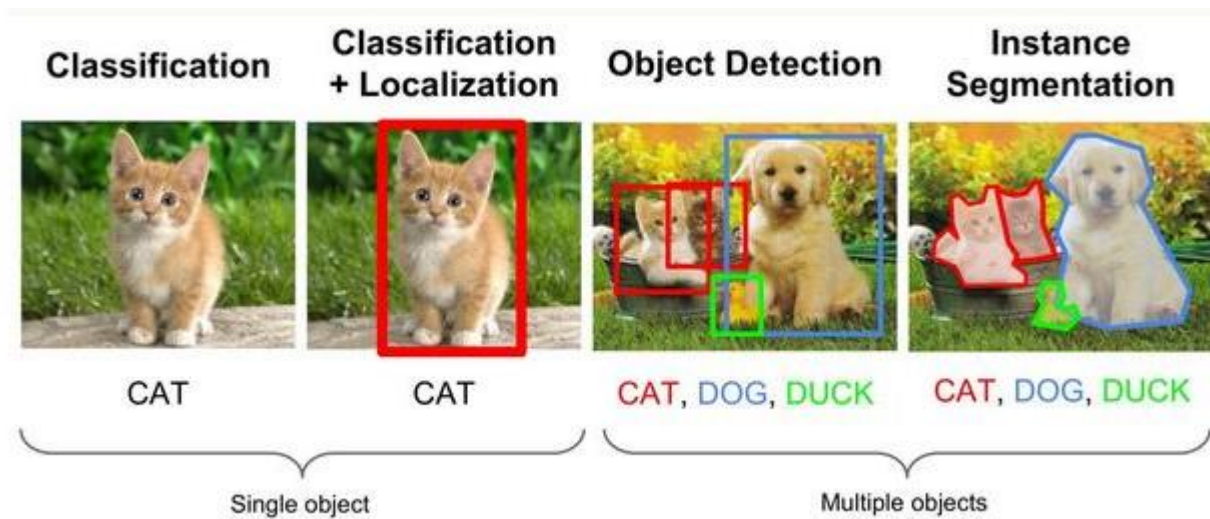 Classification
Classification
+ Localization
Object Detection
Instance
Segmentation
CAT
CAT
CAT, DOG, DUCK
CAT, DOG, DUCK
Single object
Multiple objects